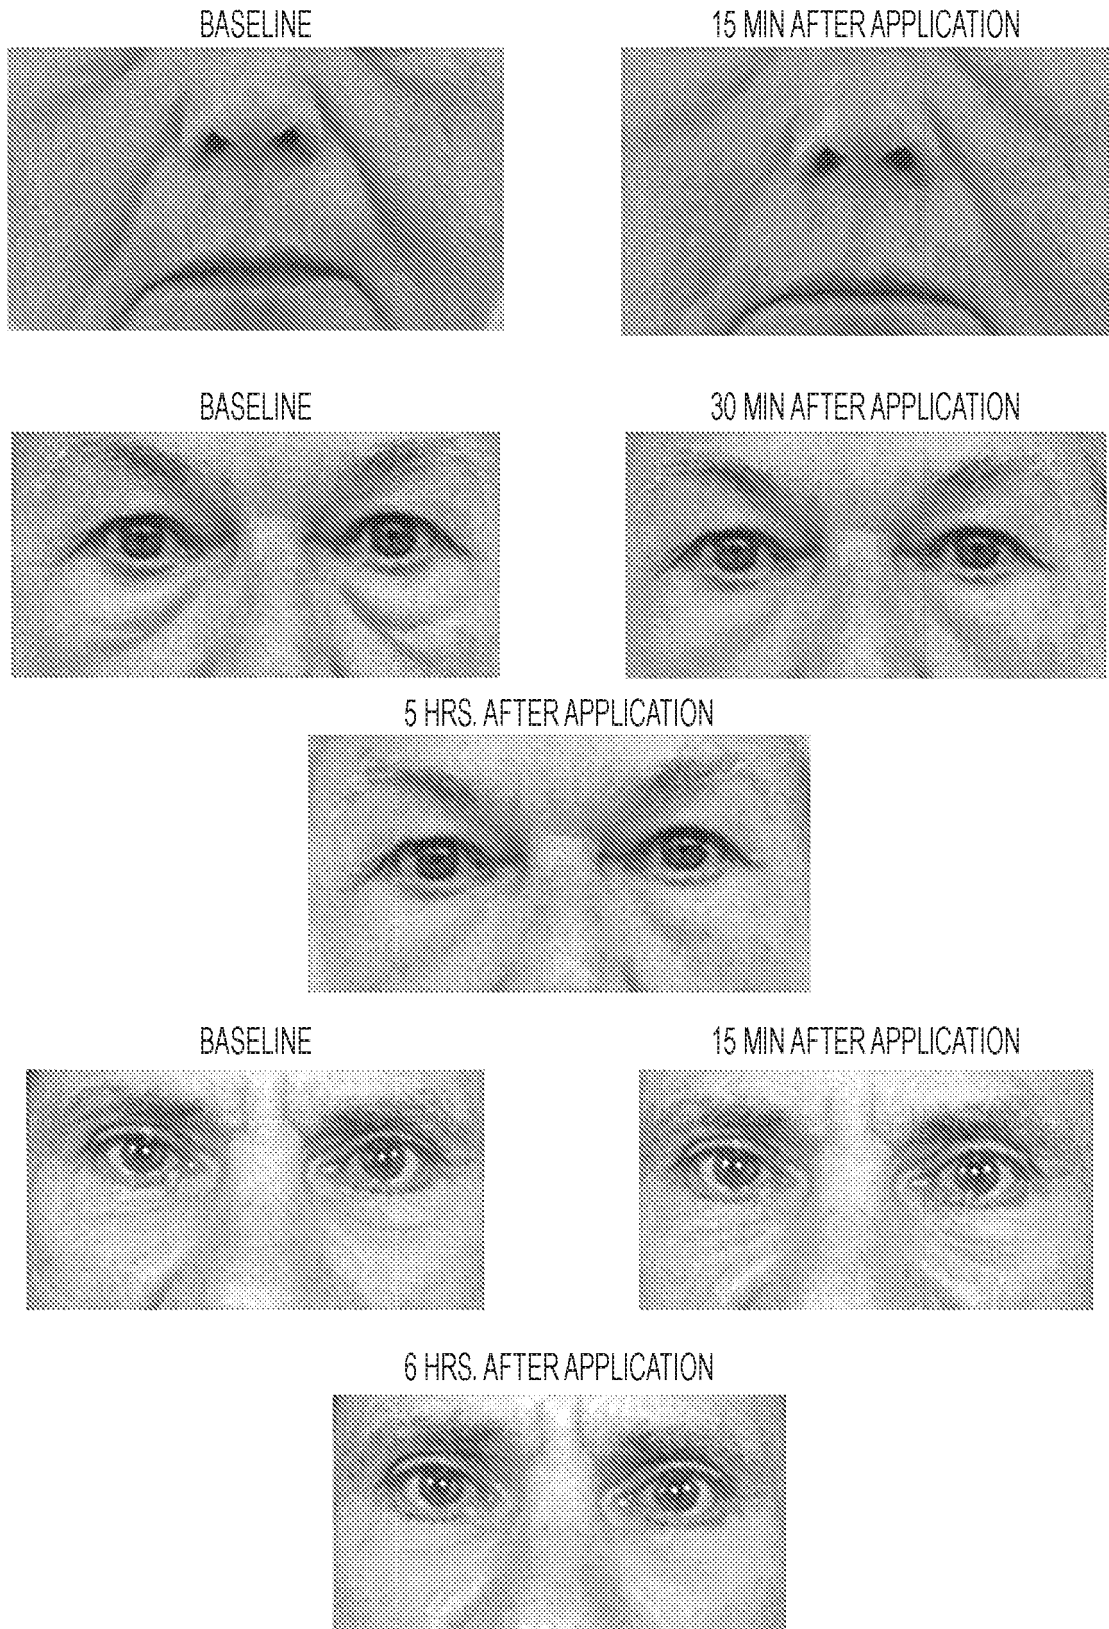 BASELINE
15 MIN AFTER APPLICATION
BASELINE
30 MIN AFTER APPLICATION
5 HRS. AFTER APPLICATION
BASELINE
15 MIN AFTER APPLICATION
6 HRS. AFTER APPLICATION